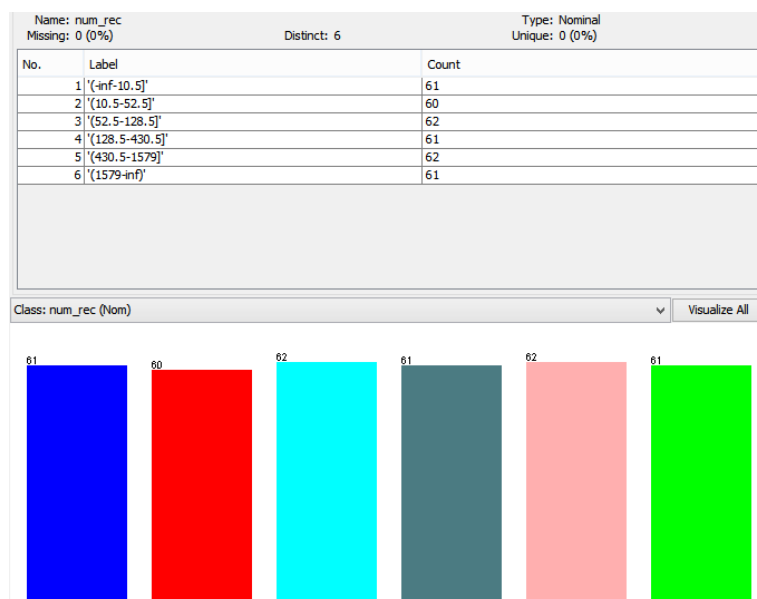 Name: num_rec Type: Nominal
Missing: 0 (0%) Distinct: 6 Unique: 0 (0%)
No. Label Count
1 '(-inf-10.5]' 61
2 '(10.5-52.5]' 60
3 '(52.5-128.5]' 62
4 '(128.5-430.5]' 61
5 '(430.5-1579]' 62
6 '(1579-inf)' 61
Class: num_rec (Nom) Visualize All
61 60 62 61 62 61